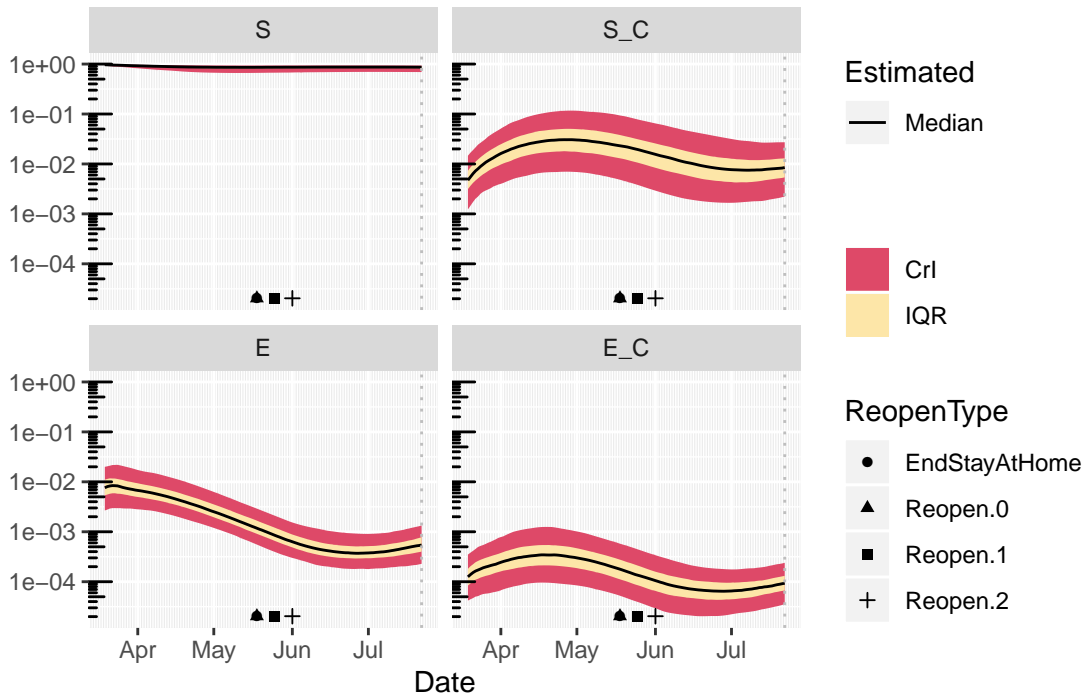 S
S_C
1e+00
1e−01
1e−02
1e−03
1e−04
E
E_C
1e+00
1e−01
1e−02
1e−03
1e−04
Apr May Jun Jul
Apr May Jun Jul
Date
Estimated
Median
CrI
IQR
ReopenType
EndStayAtHome
Reopen.0
Reopen.1
Reopen.2